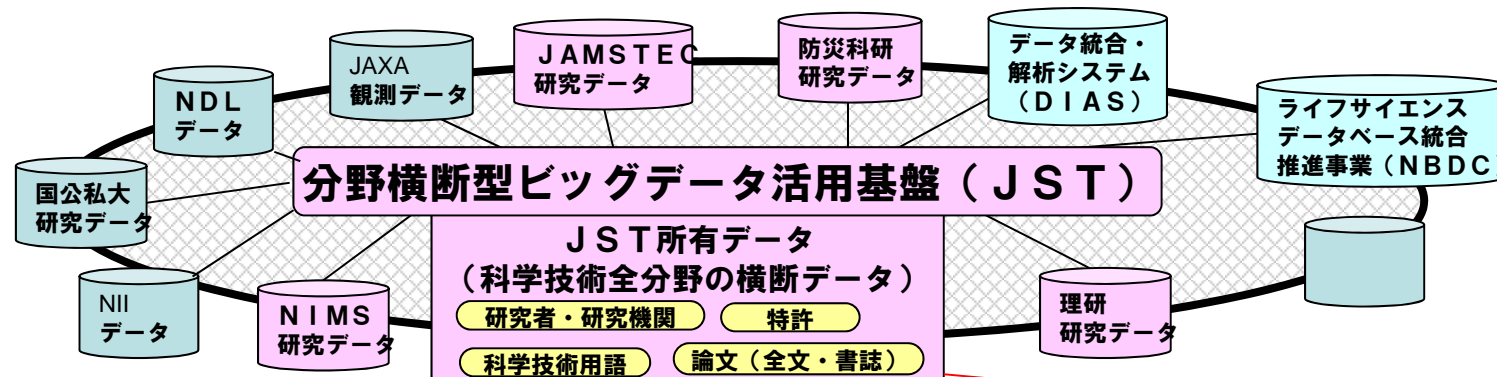 ＪＡＭＳＴＥＣ
研究データ
防災科研
研究データ
データ統合・
解析システム
（ＤＩＡＳ）
JAXA
観測データ
ＮＤＬ
データ
ライフサイエンス
データベース統合
推進事業（ＮＢＤＣ）
分野横断型ビッグデータ活用基盤（ＪＳＴ）
国公私大
研究データ
ＪＳＴ所有データ
（科学技術全分野の横断データ）
NII
データ
ＮＩＭＳ
研究データ
理研
研究データ
研究者・研究機関
特許
科学技術用語
論文（全文・書誌）